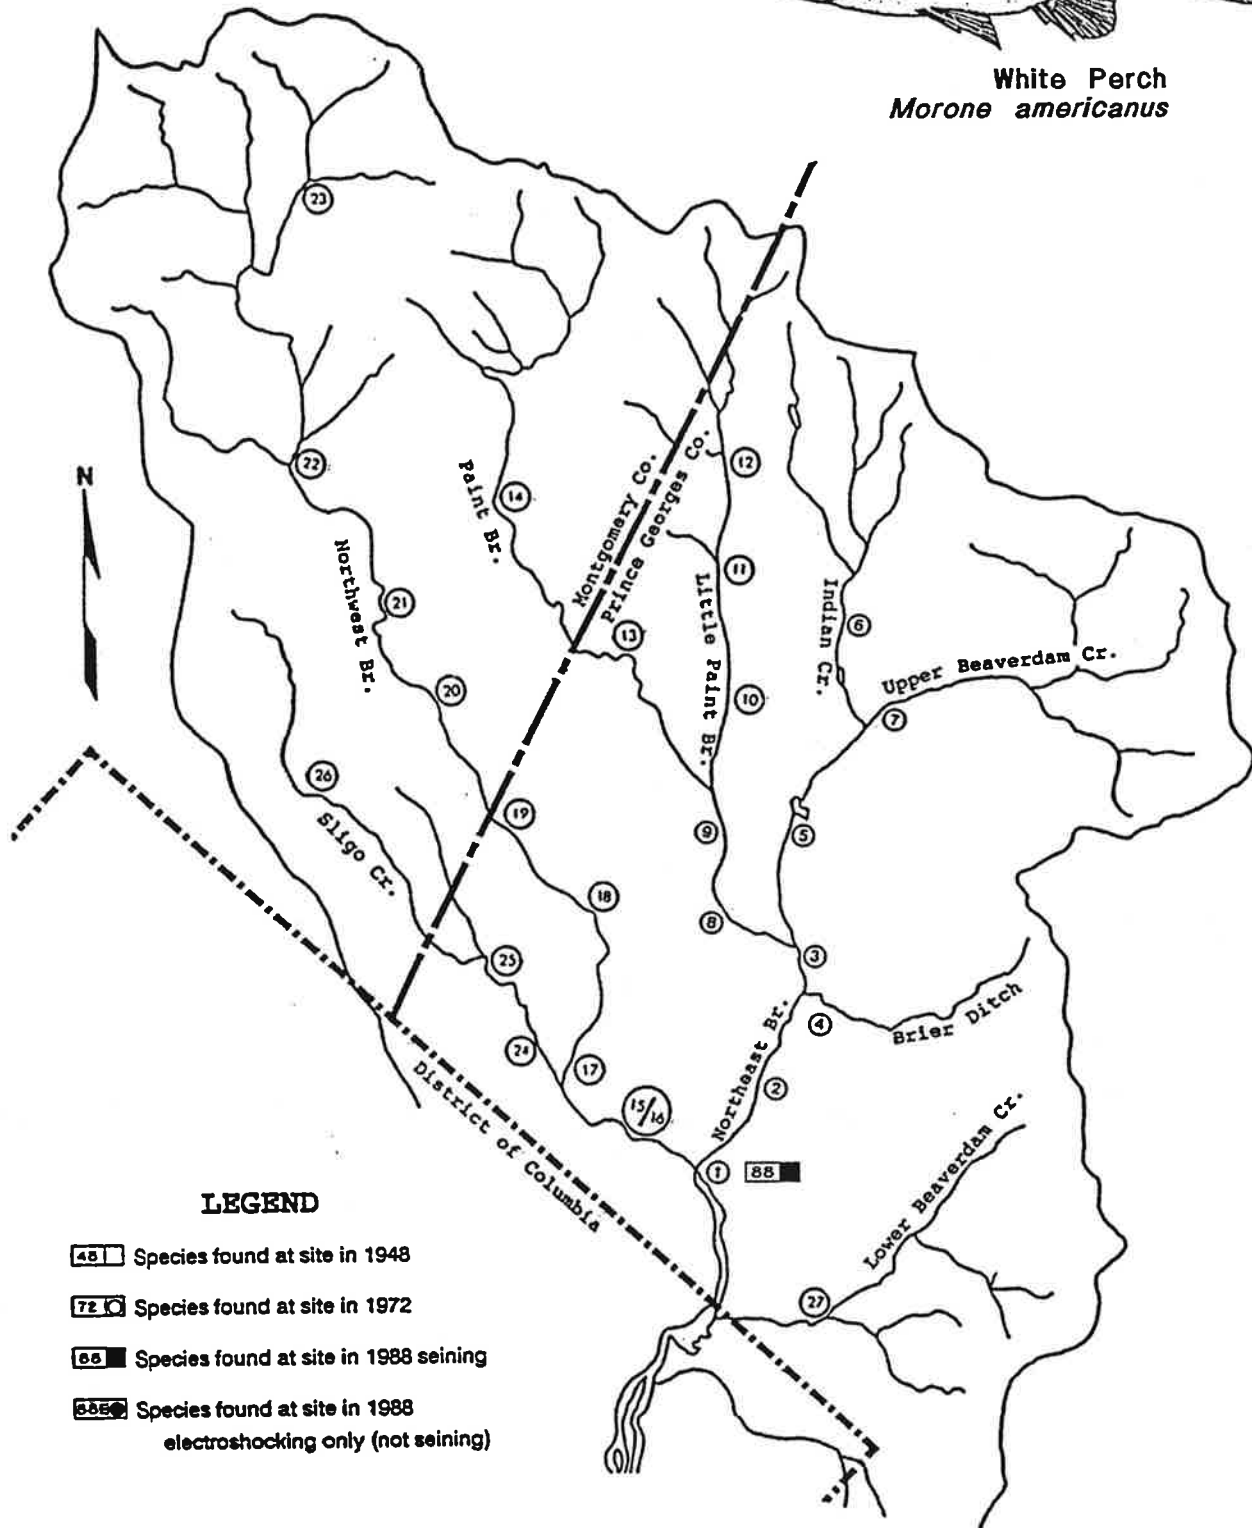 White Perch
Morone americanus
23
N
22
Paint Br.
14
Montgomery Co.
Prince Georges Co.
12
Northwest Br.
21
11
Little Paint Br.
Indian Cr.
6
13
Upper Beaverdam Cr.
20
10
7
26
Sligo Cr.
19
9
5
18
8
25
3
4
Brier Ditch
24
17
Northeast Br.
2
15/16
District of Columbia
1
88
Lower Beaverdam Cr.
27
LEGEND
48 Species found at site in 1948
72 Species found at site in 1972
88 Species found at site in 1988 seining
88E Species found at site in 1988
electroshocking only (not seining)